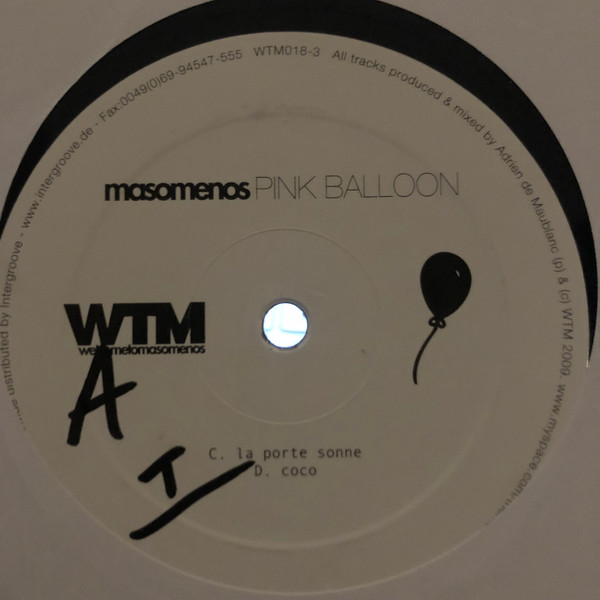 distributed by Intergroove - www.intergroove.de - Fax:0049(0)69-94547-555 WTM018-3 All tracks produced & mixed by Adrien de Maublanc (p) & (c) WTM 2009. www.myspace.com
masomenos PINK BALLOON
WTM
welcometomasomenos
A
C. la porte sonne
D. coco